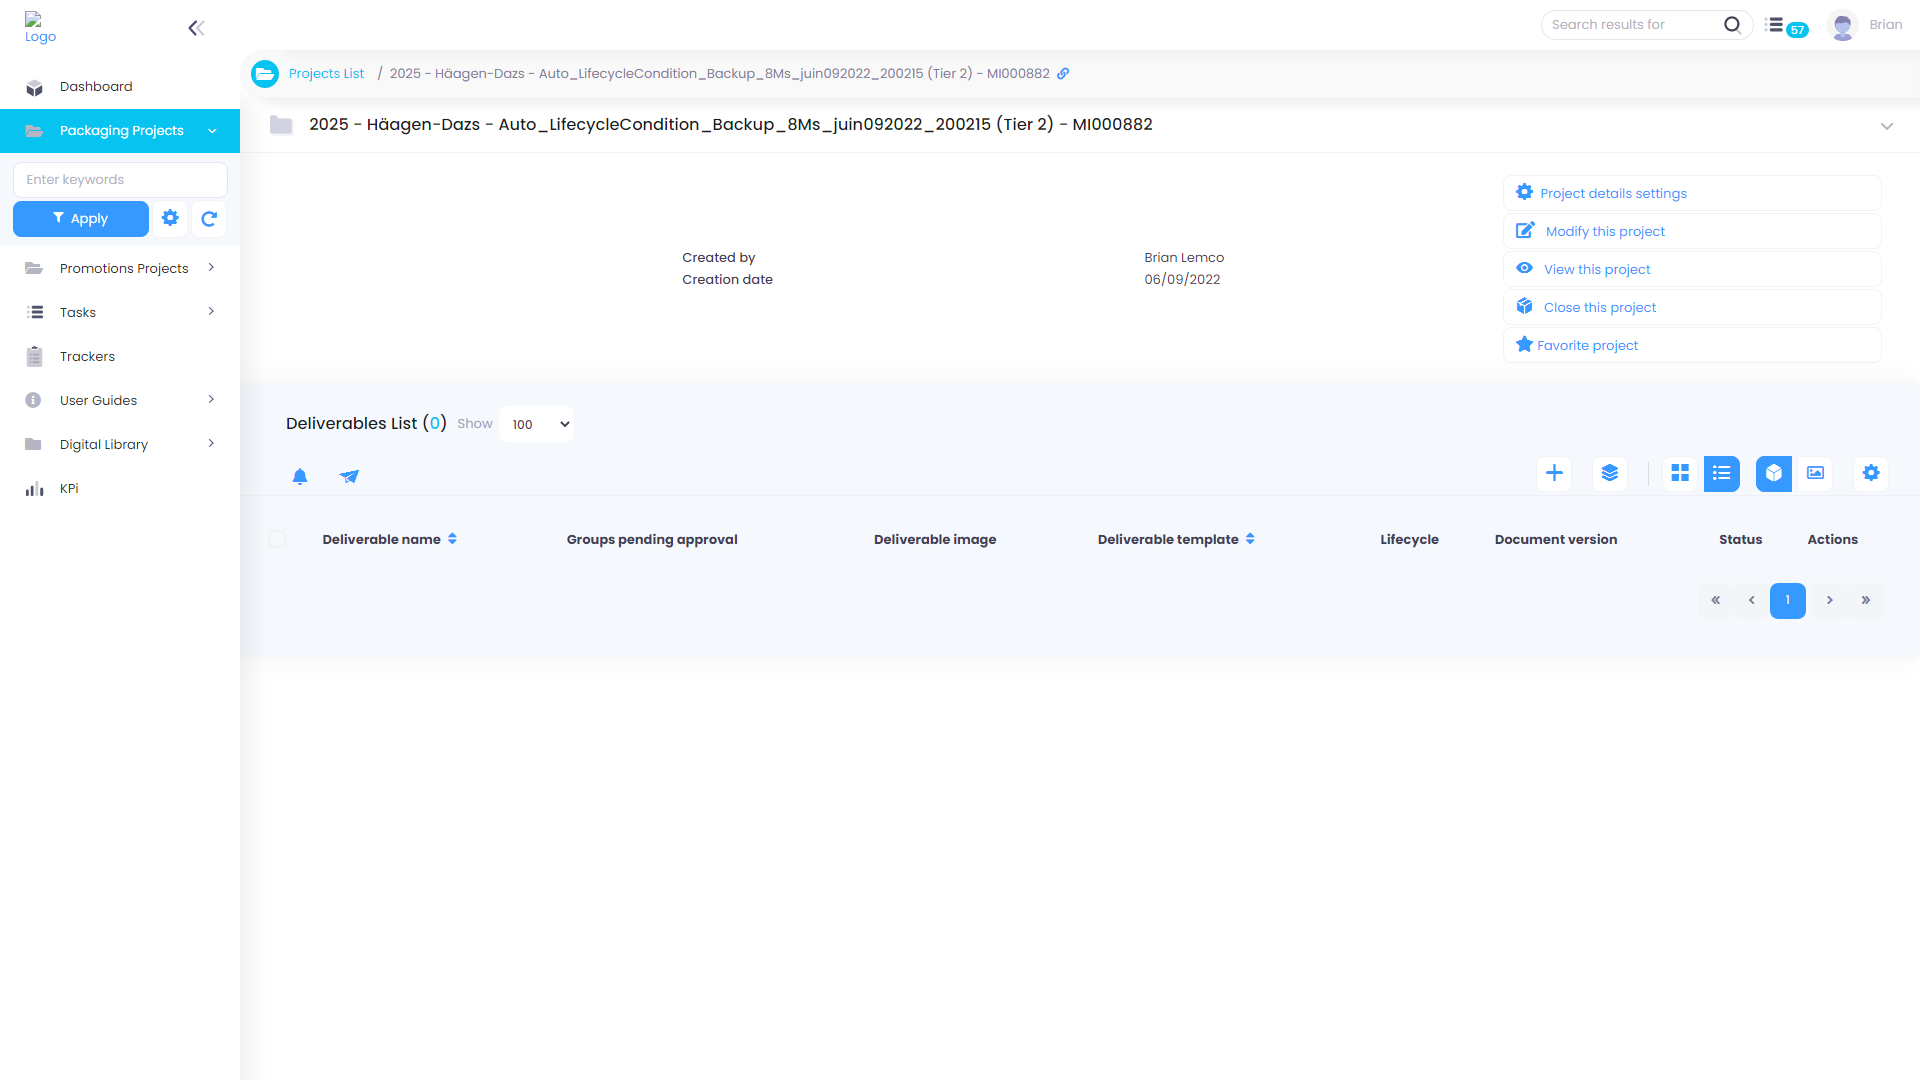 Logo
Search results for
57
Brian
Projects List / 2025 - Häagen-Dazs - Auto_LifecycleCondition_Backup_8Ms_juin092022_200215 (Tier 2) - MI000882
Dashboard
Packaging Projects
Enter keywords
Apply
Promotions Projects
Tasks
Trackers
User Guides
Digital Library
KPi
2025 - Häagen-Dazs - Auto_LifecycleCondition_Backup_8Ms_juin092022_200215 (Tier 2) - MI000882
Created by Brian Lemco
Creation date 06/09/2022
Project details settings
Modify this project
View this project
Close this project
Favorite project
Deliverables List (0) Show 100
Deliverable name Groups pending approval Deliverable image Deliverable template Lifecycle Document version Status Actions
« ‹ 1 › »